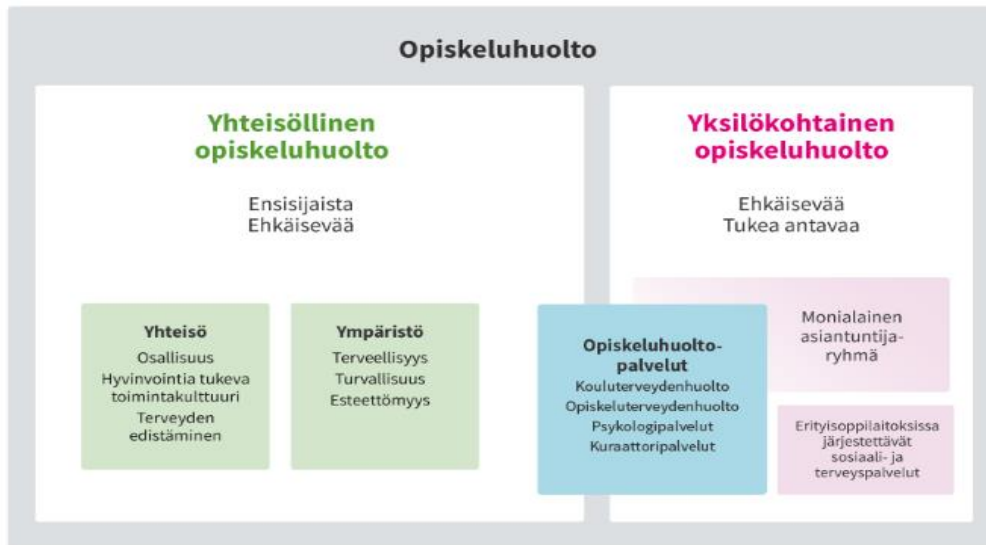 Opiskeluhuolto
Yhteisöllinen
opiskeluhuolto
Ensisijaista
Ehkäisevää
Yhteisö
Osallisuus
Hyvinvointia tukeva
toimintakulttuuri
Terveyden
edistäminen
Ympäristö
Terveellisyys
Turvallisuus
Esteettömyys
Opiskeluhuolto-
palvelut
Kouluterveydenhuolto
Opiskeluterveydenhuolto
Psykologipalvelut
Kuraattoripalvelut
Yksilökohtainen
opiskeluhuolto
Ehkäisevää
Tukea antavaa
Monialainen
asiantuntija-
ryhmä
Erityisoppilaitoksissa
järjestettävät
sosiaali- ja
terveyspalvelut